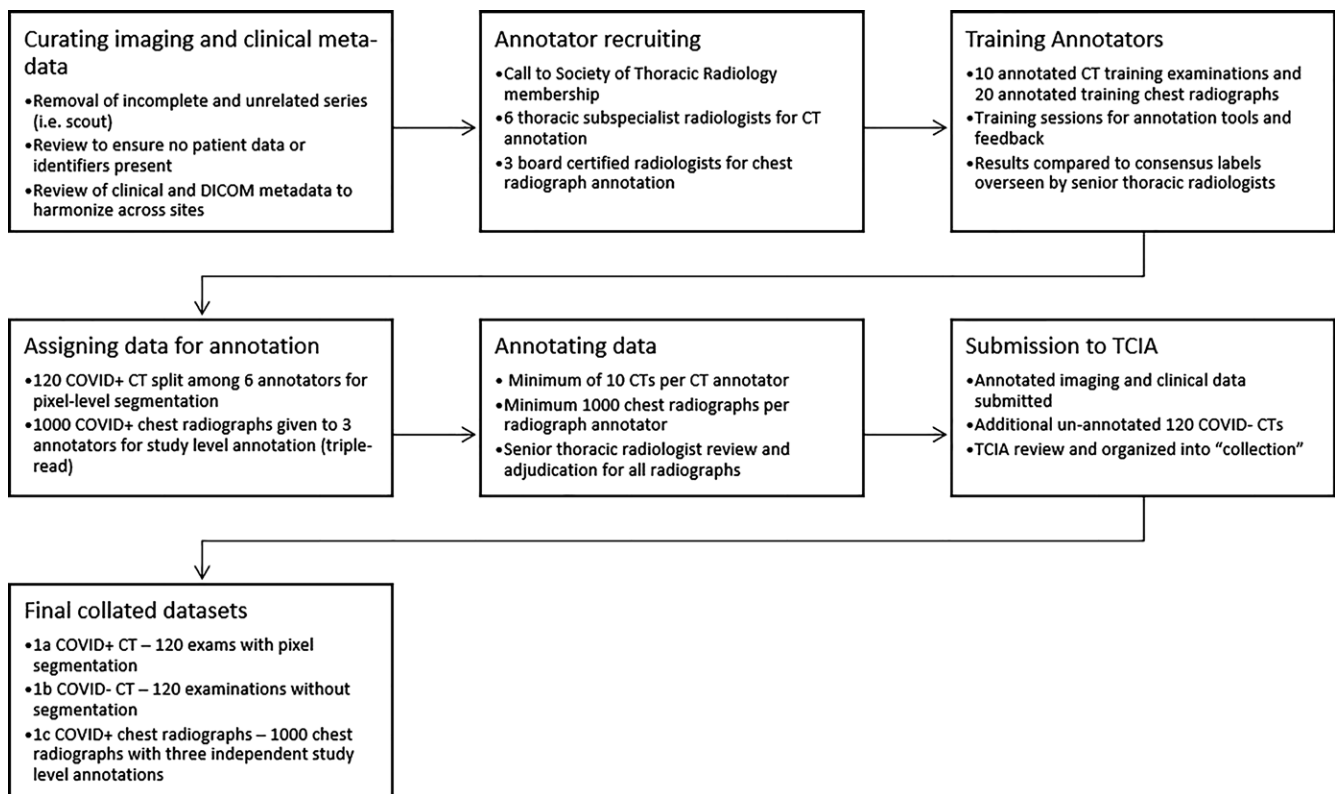 Curating imaging and clinical meta-
data
•Removal of incomplete and unrelated series
(i.e. scout)
•Review to ensure no patient data or
identifiers present
•Review of clinical and DICOM metadata to
harmonize across sites
Annotator recruiting
•Call to Society of Thoracic Radiology
membership
•6 thoracic subspecialist radiologists for CT
annotation
•3 board certified radiologists for chest
radiograph annotation
Training Annotators
•10 annotated CT training examinations and
20 annotated training chest radiographs
•Training sessions for annotation tools and
feedback
•Results compared to consensus labels
overseen by senior thoracic radiologists
Assigning data for annotation
•120 COVID+ CT split among 6 annotators for
pixel-level segmentation
•1000 COVID+ chest radiographs given to 3
annotators for study level annotation (triple-
read)
Annotating data
• Minimum of 10 CTs per CT annotator
•Minimum 1000 chest radiographs per
radiograph annotator
•Senior thoracic radiologist review and
adjudication for all radiographs
Submission to TCIA
•Annotated imaging and clinical data
submitted
•Additional un-annotated 120 COVID- CTs
•TCIA review and organized into “collection”
Final collated datasets
•1a COVID+ CT – 120 exams with pixel
segmentation
•1b COVID- CT – 120 examinations without
segmentation
•1c COVID+ chest radiographs – 1000 chest
radiographs with three independent study
level annotations